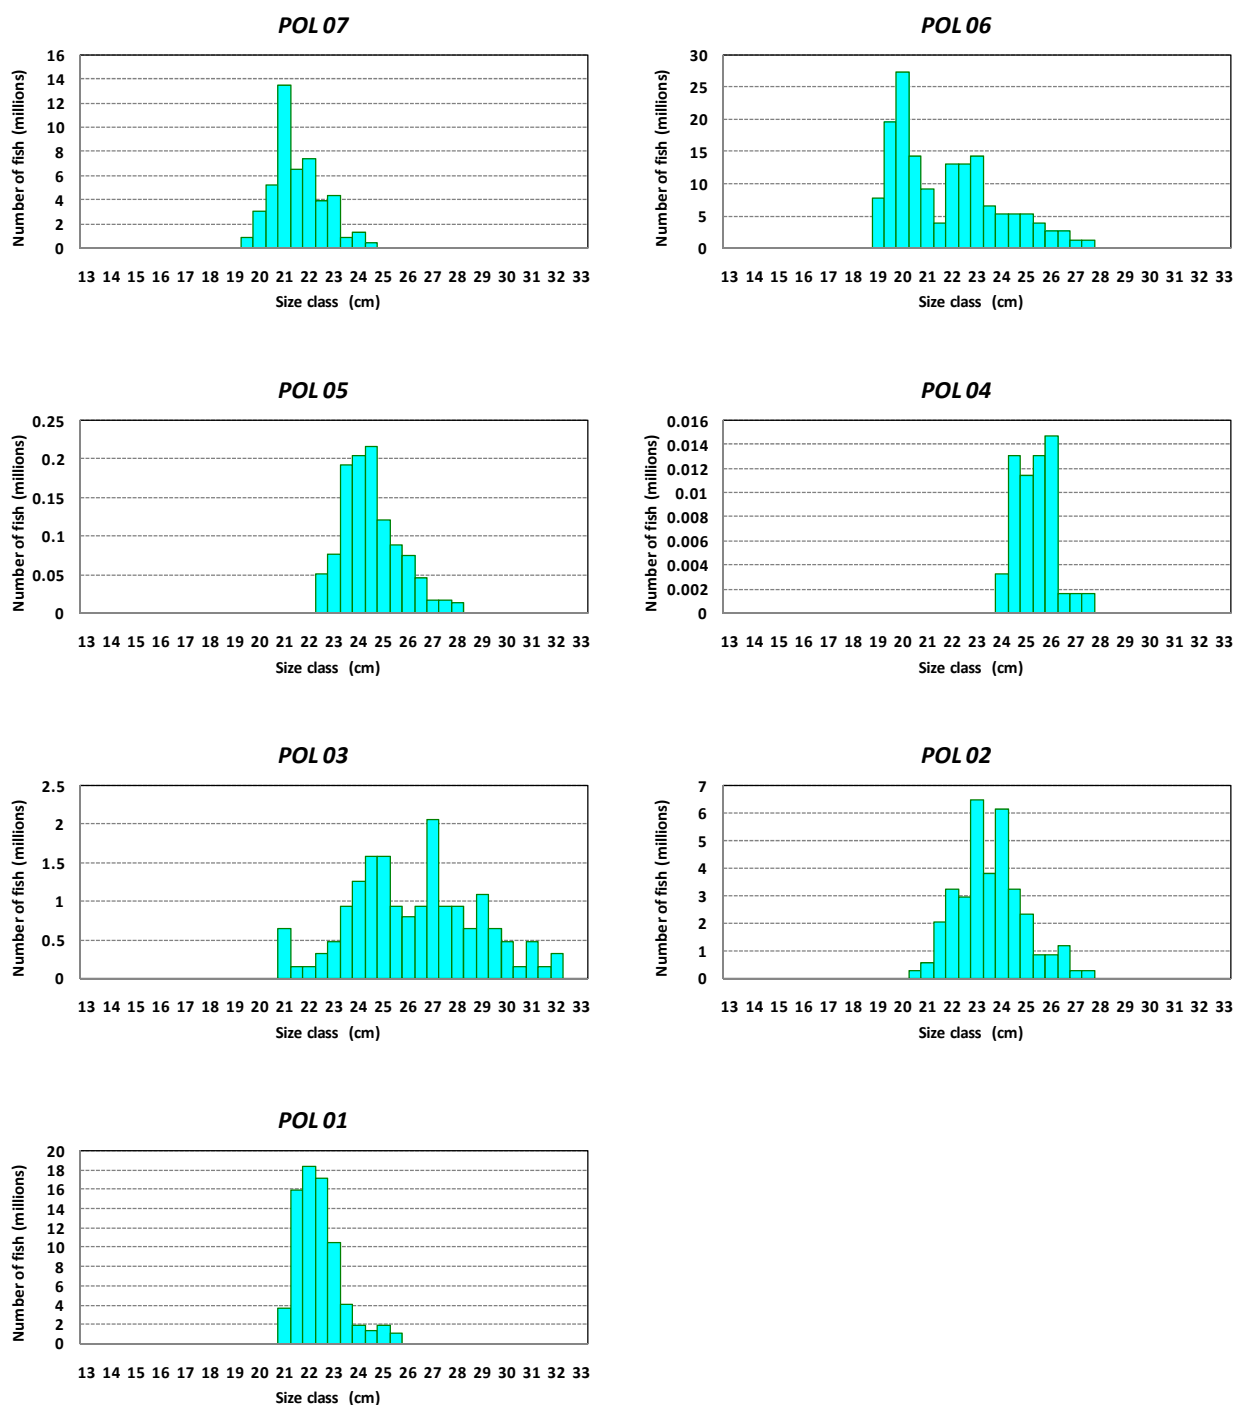 POL 07
Number of fish (millions)
16
14
12
10
8
6
4
2
0
13 14 15 16 17 18 19 20 21 22 23 24 25 26 27 28 29 30 31 32 33
Size class (cm)
POL 06
Number of fish (millions)
30
25
20
15
10
5
0
13 14 15 16 17 18 19 20 21 22 23 24 25 26 27 28 29 30 31 32 33
Size class (cm)
POL 05
Number of fish (millions)
0.25
0.2
0.15
0.1
0.05
0
13 14 15 16 17 18 19 20 21 22 23 24 25 26 27 28 29 30 31 32 33
Size class (cm)
POL 04
Number of fish (millions)
0.016
0.014
0.012
0.01
0.008
0.006
0.004
0.002
0
13 14 15 16 17 18 19 20 21 22 23 24 25 26 27 28 29 30 31 32 33
Size class (cm)
POL 03
Number of fish (millions)
2.5
2
1.5
1
0.5
0
13 14 15 16 17 18 19 20 21 22 23 24 25 26 27 28 29 30 31 32 33
Size class (cm)
POL 02
Number of fish (millions)
7
6
5
4
3
2
1
0
13 14 15 16 17 18 19 20 21 22 23 24 25 26 27 28 29 30 31 32 33
Size class (cm)
POL 01
Number of fish (millions)
20
18
16
14
12
10
8
6
4
2
0
13 14 15 16 17 18 19 20 21 22 23 24 25 26 27 28 29 30 31 32 33
Size class (cm)